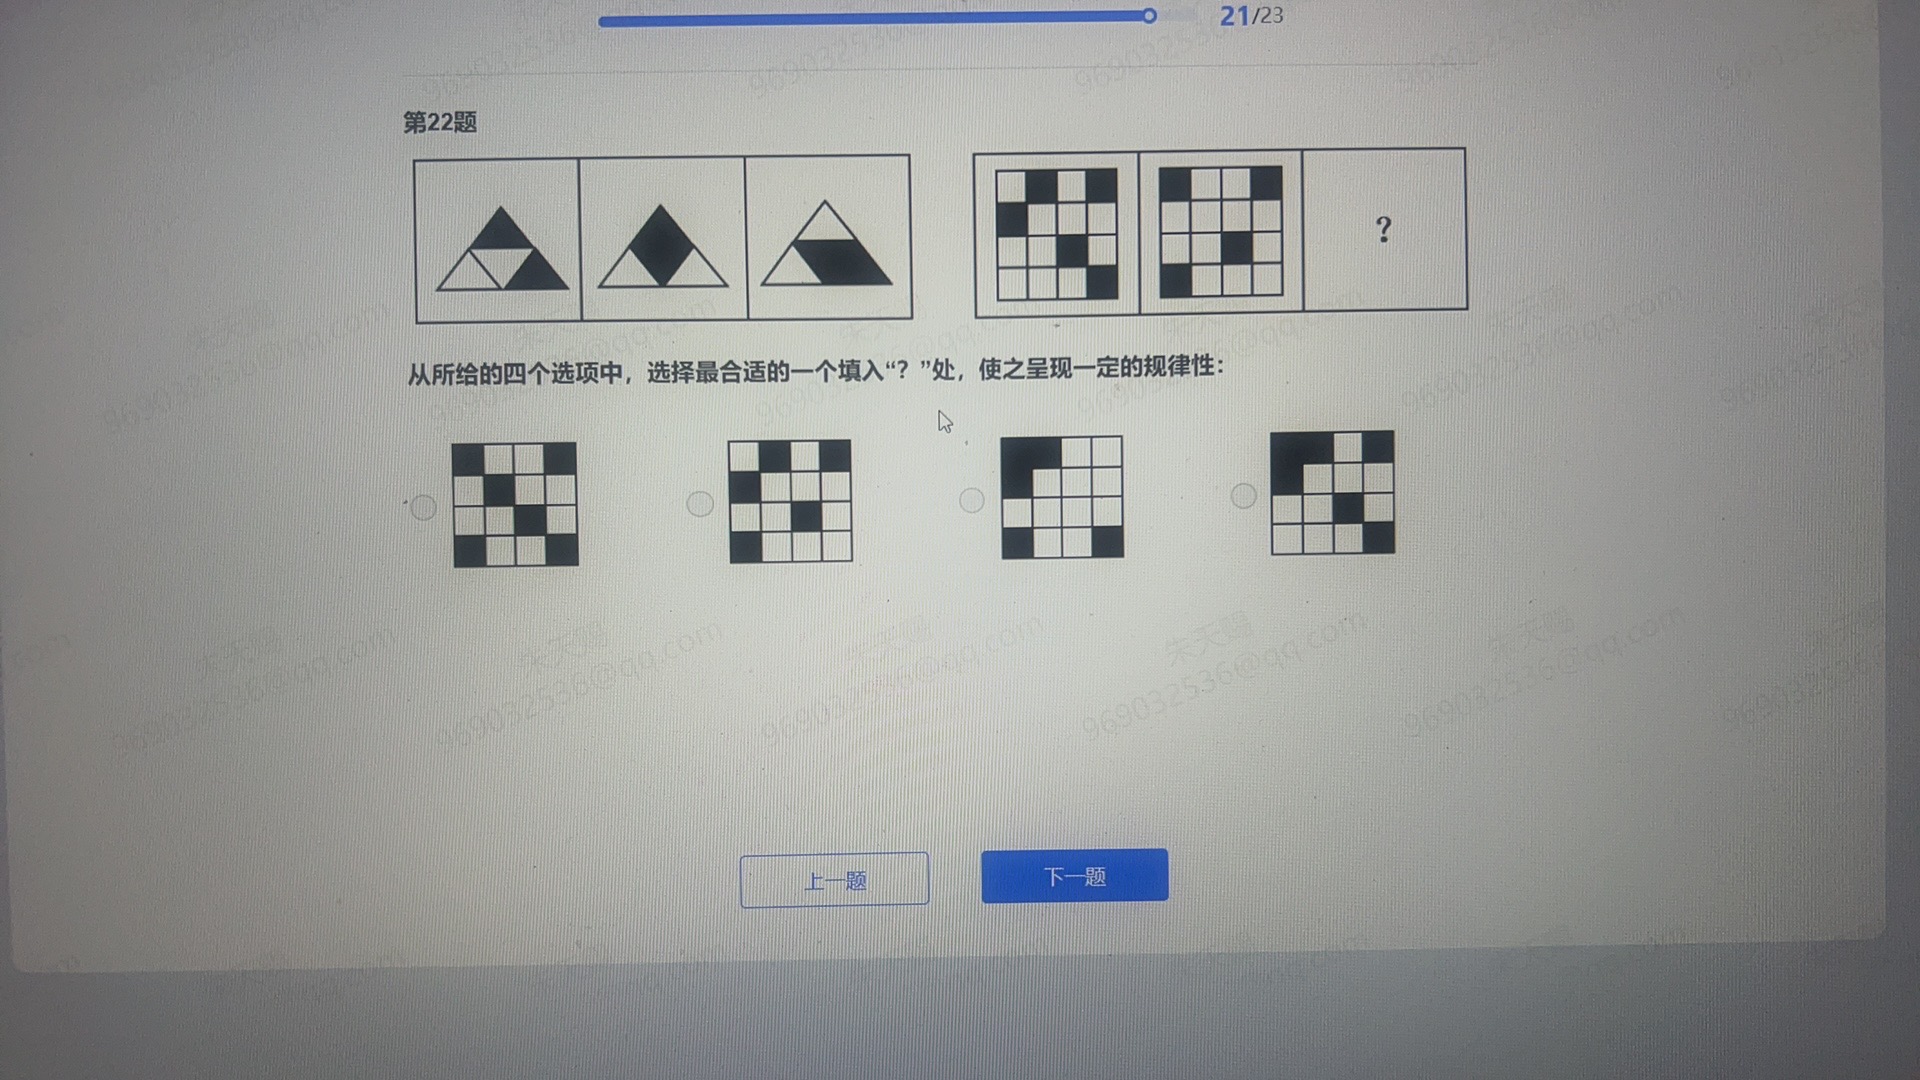 21/23
第22题
?
从所给的四个选项中，选择最合适的一个填入“？”处，使之呈现一定的规律性：
上一题
下一题
朱天赐
969032536@qq.com